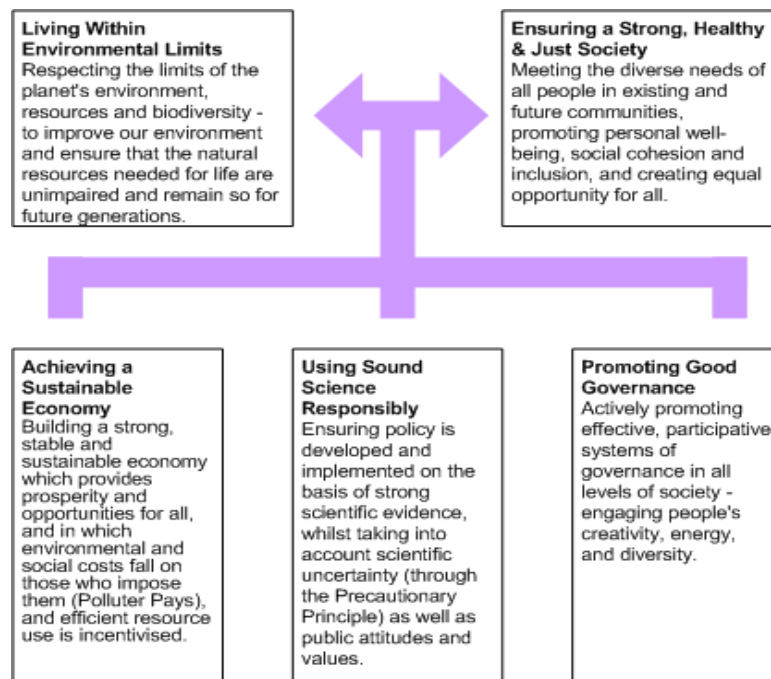 Living Within
Environmental Limits
Respecting the limits of the
planet's environment,
resources and biodiversity -
to improve our environment
and ensure that the natural
resources needed for life are
unimpaired and remain so for
future generations.
Ensuring a Strong, Healthy
& Just Society
Meeting the diverse needs of
all people in existing and
future communities,
promoting personal well-
being, social cohesion and
inclusion, and creating equal
opportunity for all.
Achieving a
Sustainable
Economy
Building a strong,
stable and
sustainable economy
which provides
prosperity and
opportunities for all,
and in which
environmental and
social costs fall on
those who impose
them (Polluter Pays),
and efficient resource
use is incentivised.
Using Sound
Science
Responsibly
Ensuring policy is
developed and
implemented on the
basis of strong
scientific evidence,
whilst taking into
account scientific
uncertainty (through
the Precautionary
Principle) as well as
public attitudes and
values.
Promoting Good
Governance
Actively promoting
effective, participative
systems of
governance in all
levels of society -
engaging people's
creativity, energy,
and diversity.